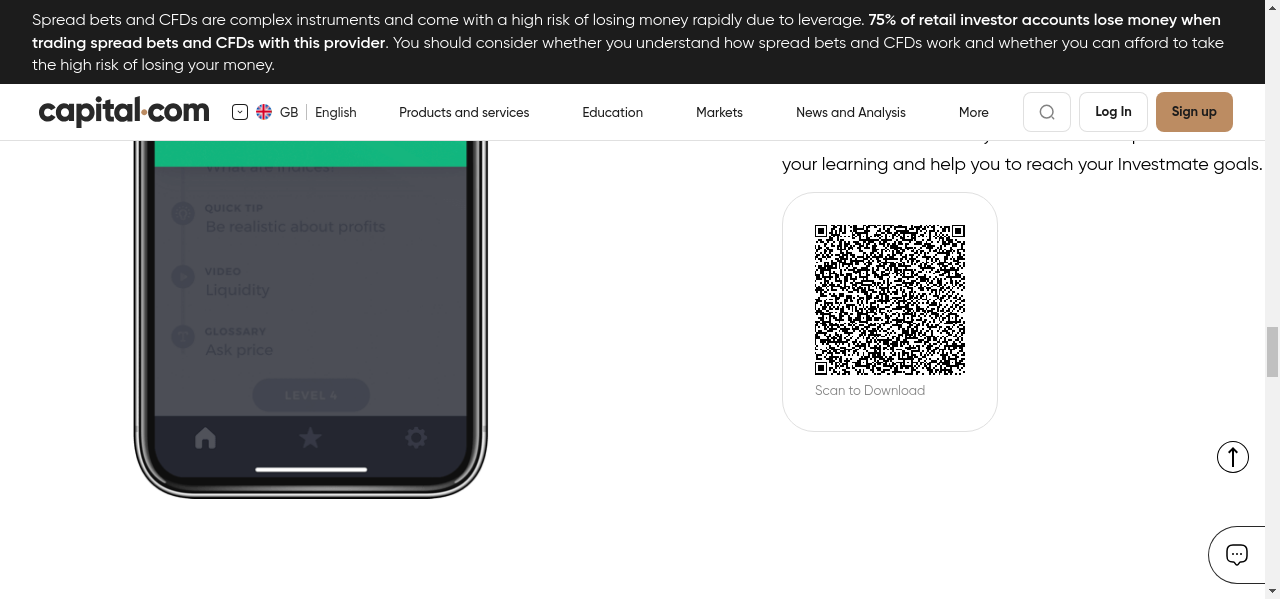 Spread bets and CFDs are complex instruments and come with a high risk of losing money rapidly due to leverage. 75% of retail investor accounts lose money when
trading spread bets and CFDs with this provider. You should consider whether you understand how spread bets and CFDs work and whether you can afford to take
the high risk of losing your money.
capital.com
GB
English
Products and services
Education
Markets
News and Analysis
More
Log In
Sign up
What are indices?
QUICK TIP
Be realistic about profits
VIDEO
Liquidity
GLOSSARY
Ask price
LEVEL 4
your learning and help you to reach your Investmate goals.
Scan to Download